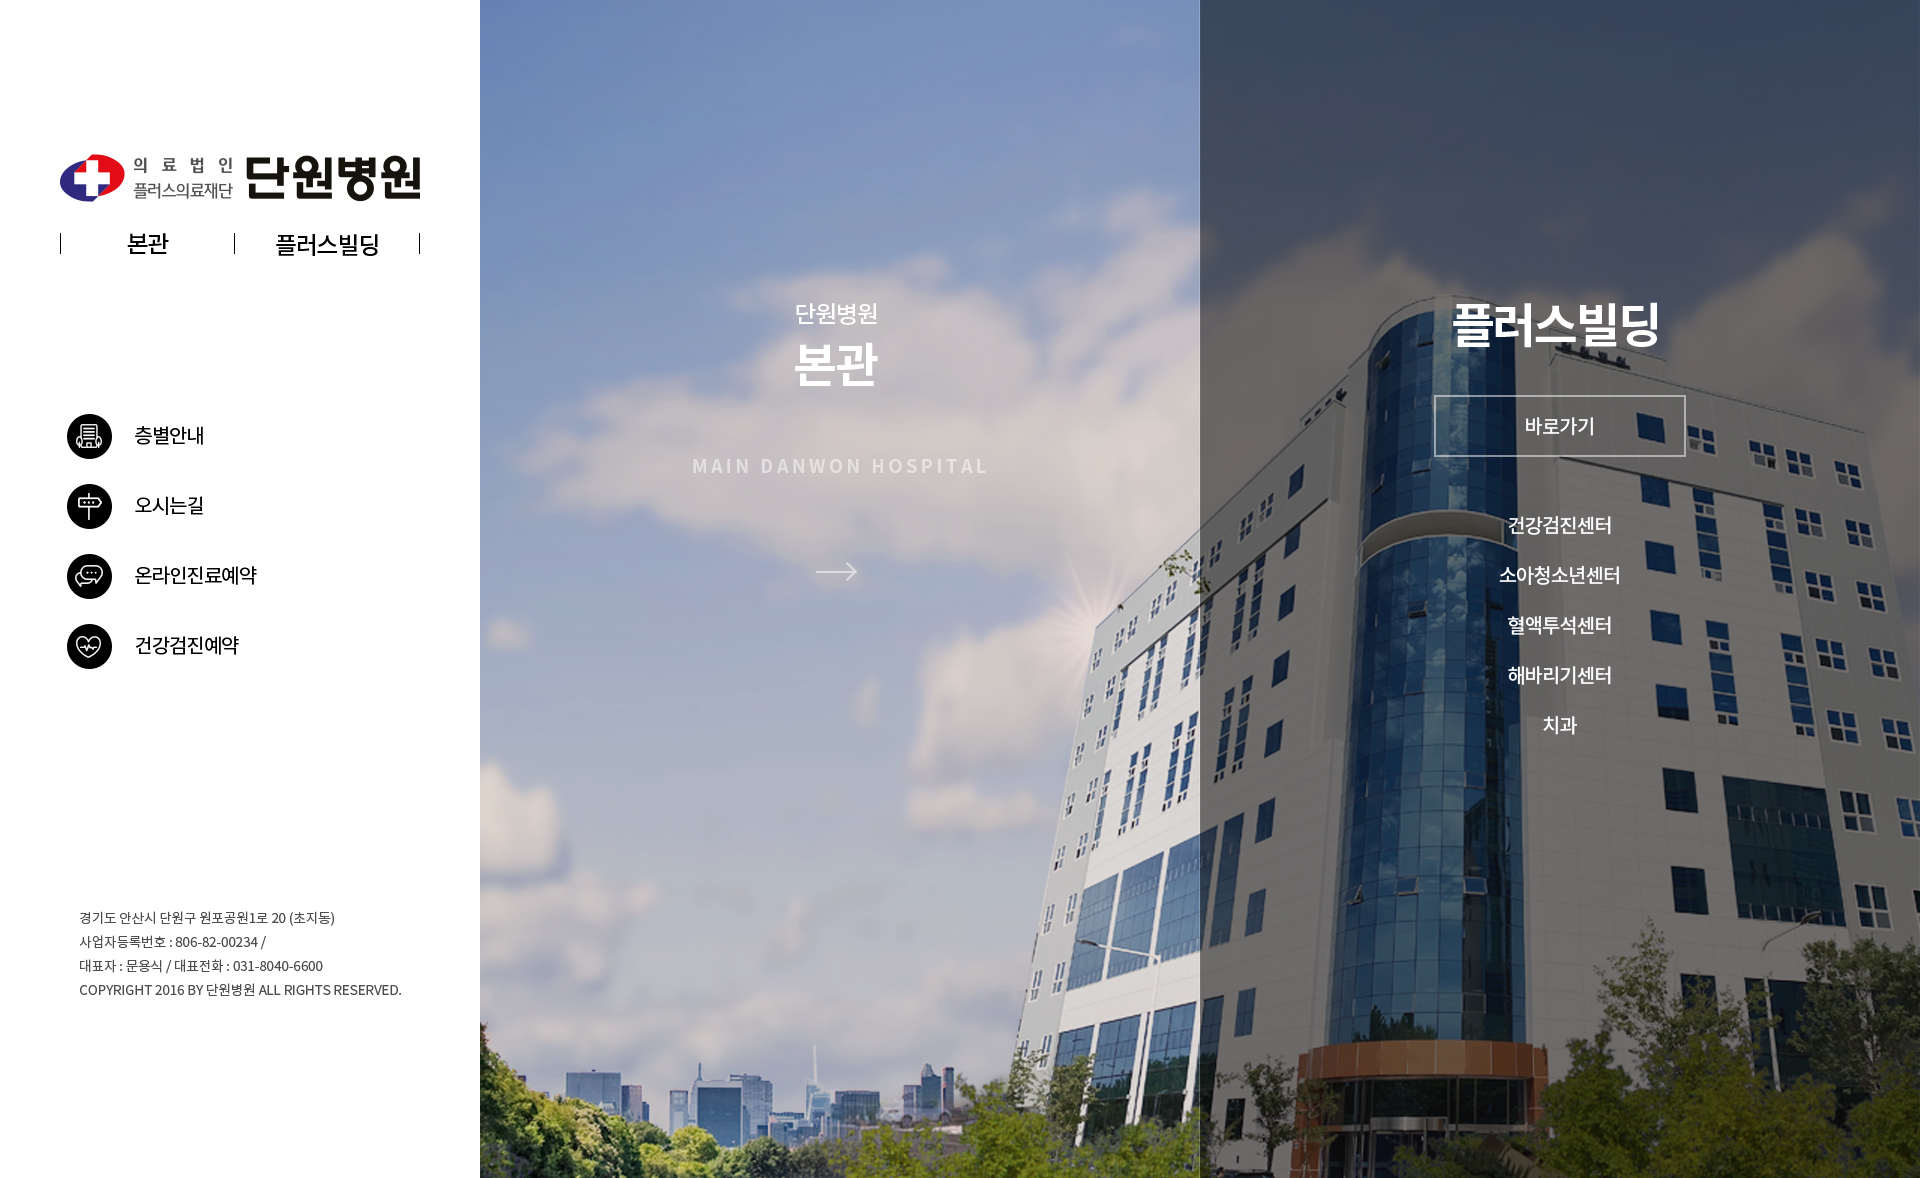 의 료 법 인
플러스의료재단
단원병원
본관
플러스빌딩
층별안내
오시는길
온라인진료예약
건강검진예약
경기도 안산시 단원구 원포공원1로 20 (초지동)
사업자등록번호 : 806-82-00234 /
대표자 : 문용식 / 대표전화 : 031-8040-6600
COPYRIGHT 2016 BY 단원병원 ALL RIGHTS RESERVED.
단원병원
본관
MAIN DANWON HOSPITAL
플러스빌딩
바로가기
건강검진센터
소아청소년센터
혈액투석센터
해바리기센터
치과